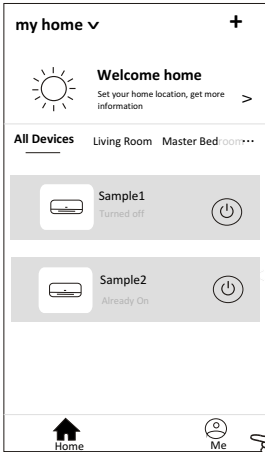 my home
Welcome home
Set your home location, get more
information
All Devices Living Room Master Bedroom
Sample1
Turned off
Sample2
Already On
Home Me